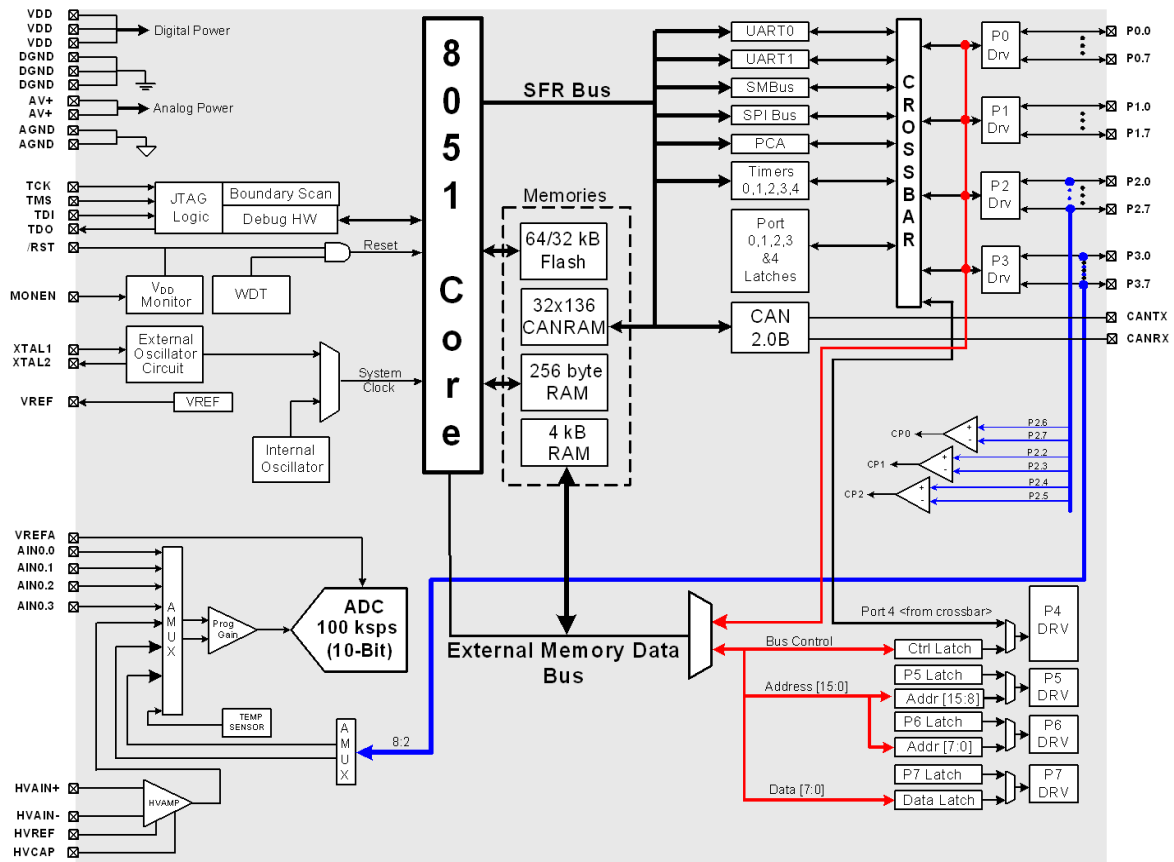 VDD
VDD
VDD
DGND
DGND
DGND
AV+
AV+
AGND
AGND
Digital Power
Analog Power
TCK
TMS
TDI
TDO
/RST
MONEN
XTAL1
XTAL2
VREF
JTAG
Logic
Boundary Scan
Debug HW
Reset
VDD
Monitor
WDT
External
Oscillator
Circuit
System
Clock
VREF
Internal
Oscillator
8
0
5
1
C
o
r
e
SFR Bus
Memories
64/32 kB
Flash
32x136
CANRAM
256 byte
RAM
4 kB
RAM
UART0
UART1
SMBus
SPI Bus
PCA
Timers
0,1,2,3,4
Port
0,1,2,3
&4
Latches
CAN
2.0B
C
R
O
S
S
B
A
R
P0
Drv
P1
Drv
P2
Drv
P3
Drv
P0.0
P0.7
P1.0
P1.7
P2.0
P2.7
P3.0
P3.7
CANTX
CANRX
CP0
+
-
P2.6
P2.7
CP1
+
-
P2.2
P2.3
CP2
+
-
P2.4
P2.5
VREFA
AIN0.0
AIN0.1
AIN0.2
AIN0.3
A
M
U
X
Prog
Gain
ADC
100 ksps
(10-Bit)
TEMP
SENSOR
A
M
U
X
8:2
HVAIN+
HVAIN-
HVREF
HVCAP
HVAMP
External Memory Data
Bus
Port 4 <from crossbar>
Bus Control
Ctrl Latch
P4
DRV
Address [15:0]
P5 Latch
Addr [15:8]
P5
DRV
P6 Latch
Addr [7:0]
P6
DRV
P7 Latch
Data [7:0]
Data Latch
P7
DRV